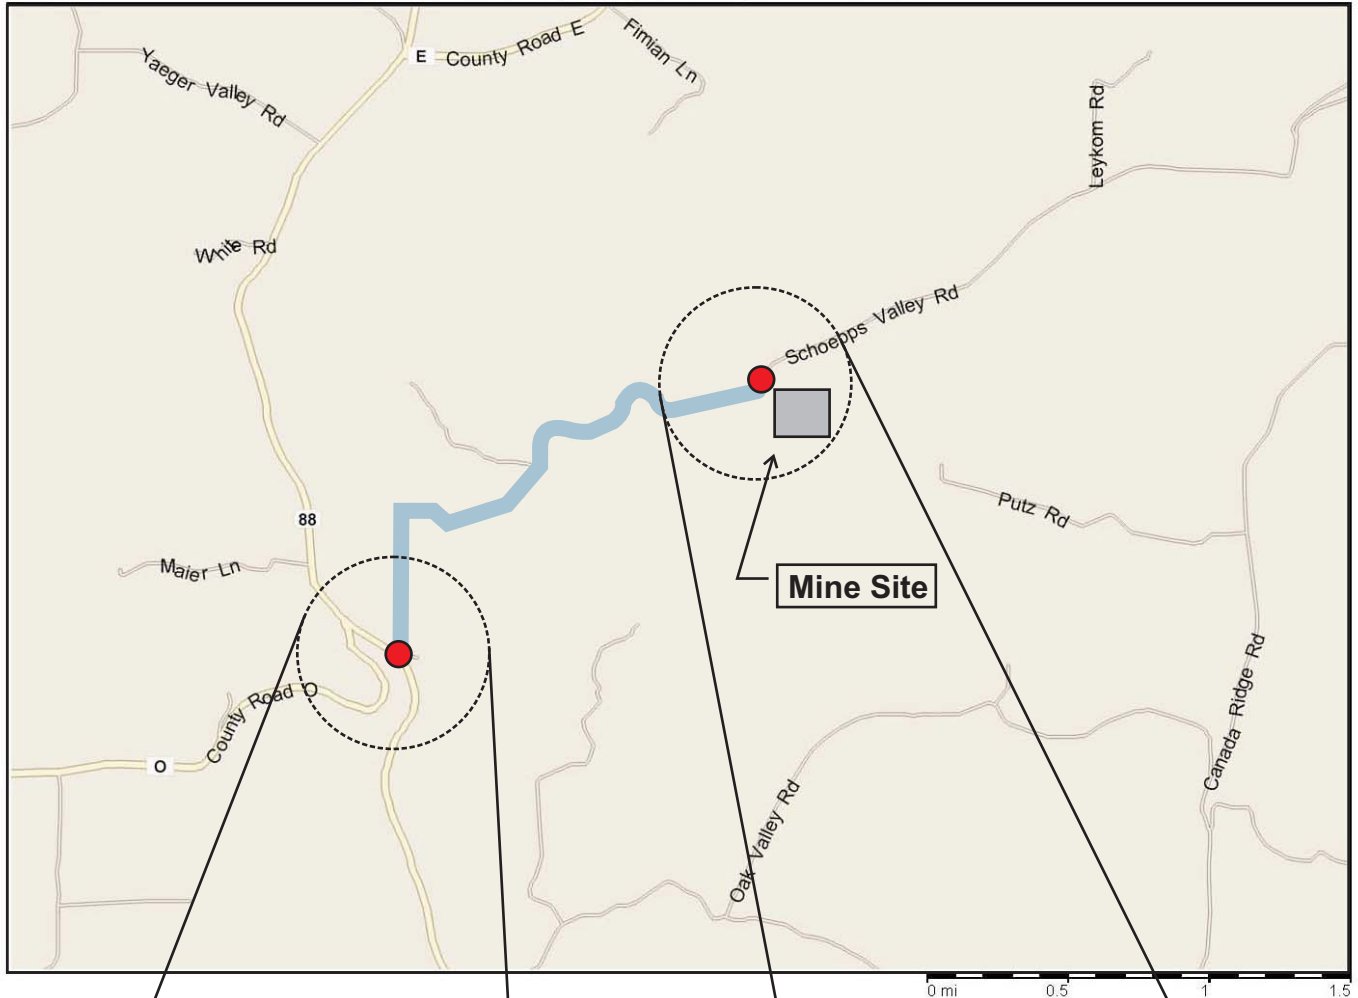 E County Road E
Fimian Ln
Yaeger Valley Rd
Leykom Rd
White Rd
Schoepps Valley Rd
88
Putz Rd
Maier Ln
Mine Site
County Road O
O
Canada Ridge Rd
Oak Valley Rd
0 mi 0.5 1 1.5